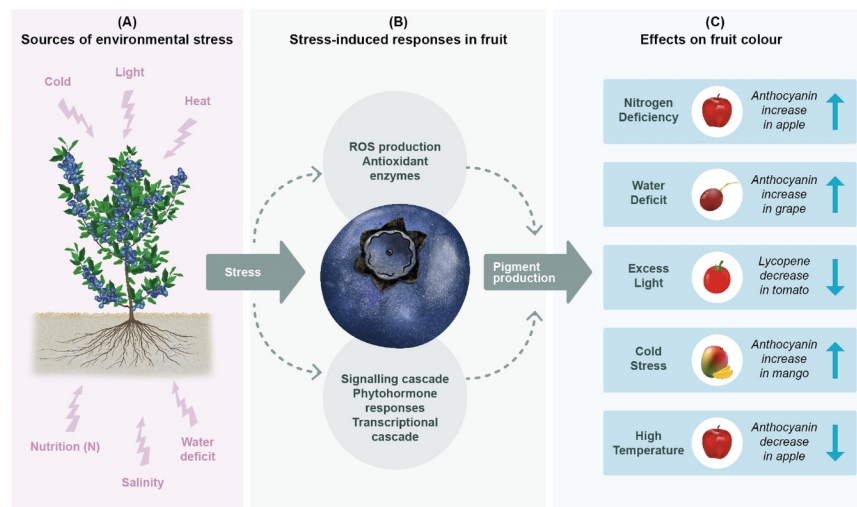 (A)
Sources of environmental stress
Cold
Light
Heat
Nutrition (N)
Salinity
Water
deficit
(B)
Stress-induced responses in fruit
ROS production
Antioxidant
enzymes
Stress
Pigment
production
Signalling cascade
Phytohormone
responses
Transcriptional
cascade
(C)
Effects on fruit colour
Nitrogen
Deficiency
Anthocyanin
increase
in apple
Water
Deficit
Anthocyanin
increase
in grape
Excess
Light
Lycopene
decrease
in tomato
Cold
Stress
Anthocyanin
increase
in mango
High
Temperature
Anthocyanin
decrease
in apple